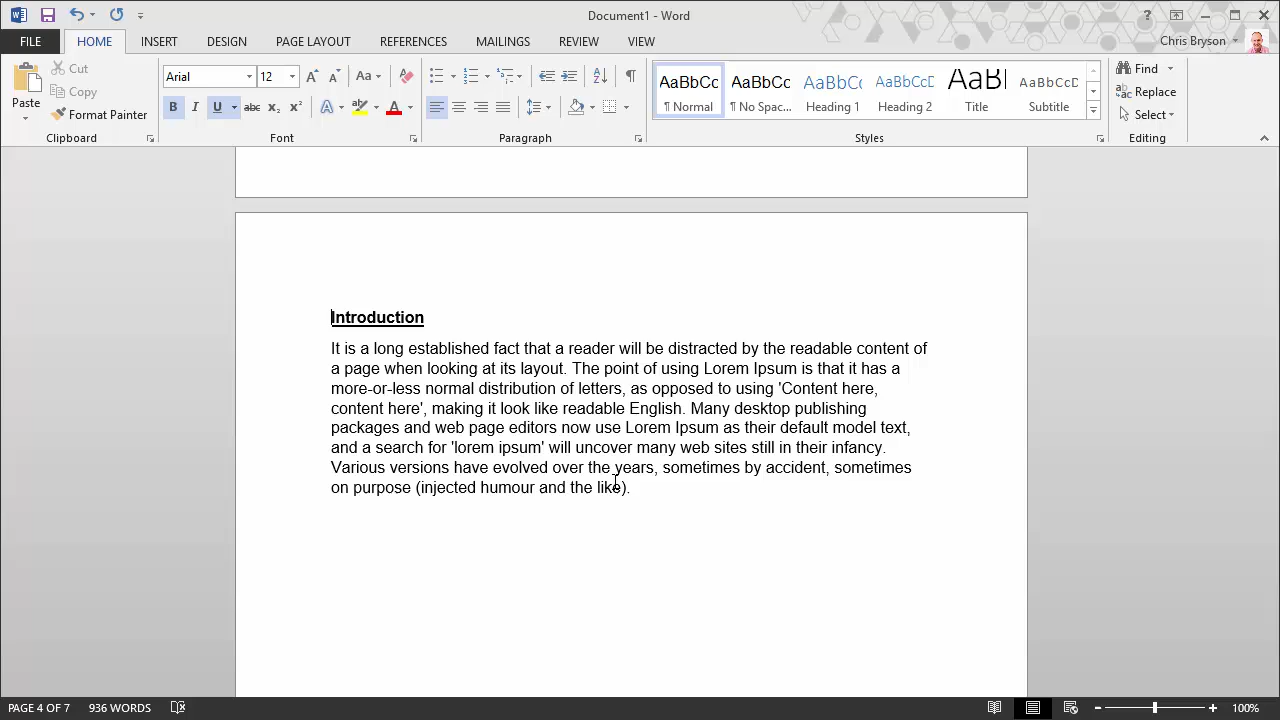 Document1 - Word
?
FILE
HOME
INSERT
DESIGN
PAGE LAYOUT
REFERENCES
MAILINGS
REVIEW
VIEW
Chris Bryson
Paste
Cut
Copy
Format Painter
Clipboard
Arial
12
Aa
B I U abc x₂ x²
A
A
Font
Paragraph
AaBbCc
¶ Normal
AaBbCc
¶ No Spac...
AaBbC
Heading 1
AaBbCcD
Heading 2
AaB
Title
AaBbCcD
Subtitle
Styles
Find
Replace
Select
Editing
Introduction
It is a long established fact that a reader will be distracted by the readable content of
a page when looking at its layout. The point of using Lorem Ipsum is that it has a
more-or-less normal distribution of letters, as opposed to using 'Content here,
content here', making it look like readable English. Many desktop publishing
packages and web page editors now use Lorem Ipsum as their default model text,
and a search for 'lorem ipsum' will uncover many web sites still in their infancy.
Various versions have evolved over the years, sometimes by accident, sometimes
on purpose (injected humour and the like).
PAGE 4 OF 7
936 WORDS
100%